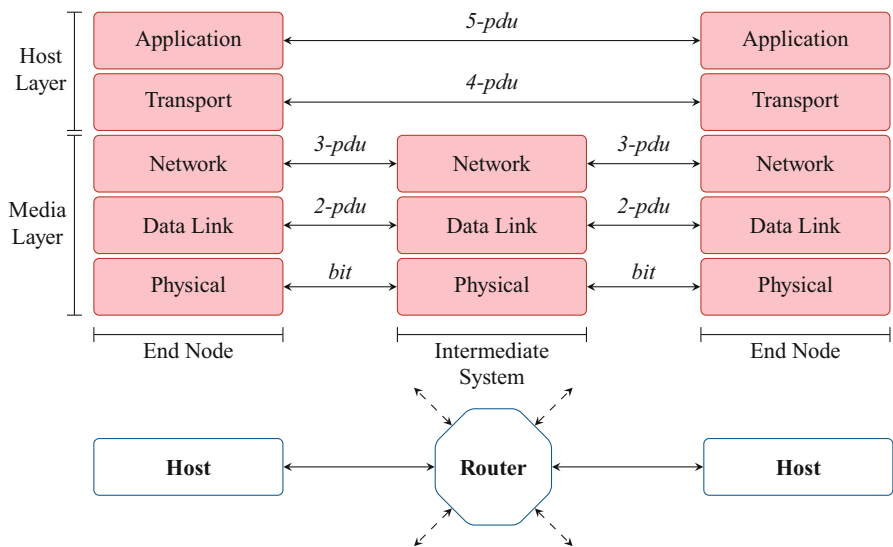 5-pdu
Host
Layer
Application
Application
4-pdu
Transport
Transport
3-pdu
3-pdu
Network
Network
Network
Media
Layer
2-pdu
2-pdu
Data Link
Data Link
Data Link
bit
bit
Physical
Physical
Physical
End Node
Intermediate
System
End Node
Host
Router
Host